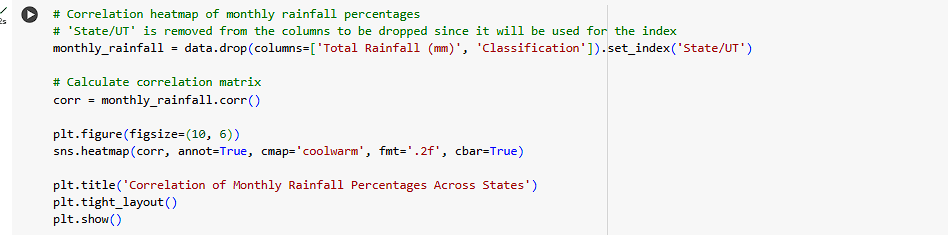 # Correlation heatmap of monthly rainfall percentages
# 'State/UT' is removed from the columns to be dropped since it will be used for the index
monthly_rainfall = data.drop(columns=['Total Rainfall (mm)', 'Classification']).set_index('State/UT')
# Calculate correlation matrix
corr = monthly_rainfall.corr()
plt.figure(figsize=(10, 6))
sns.heatmap(corr, annot=True, cmap='coolwarm', fmt='.2f', cbar=True)
plt.title('Correlation of Monthly Rainfall Percentages Across States')
plt.tight_layout()
plt.show()